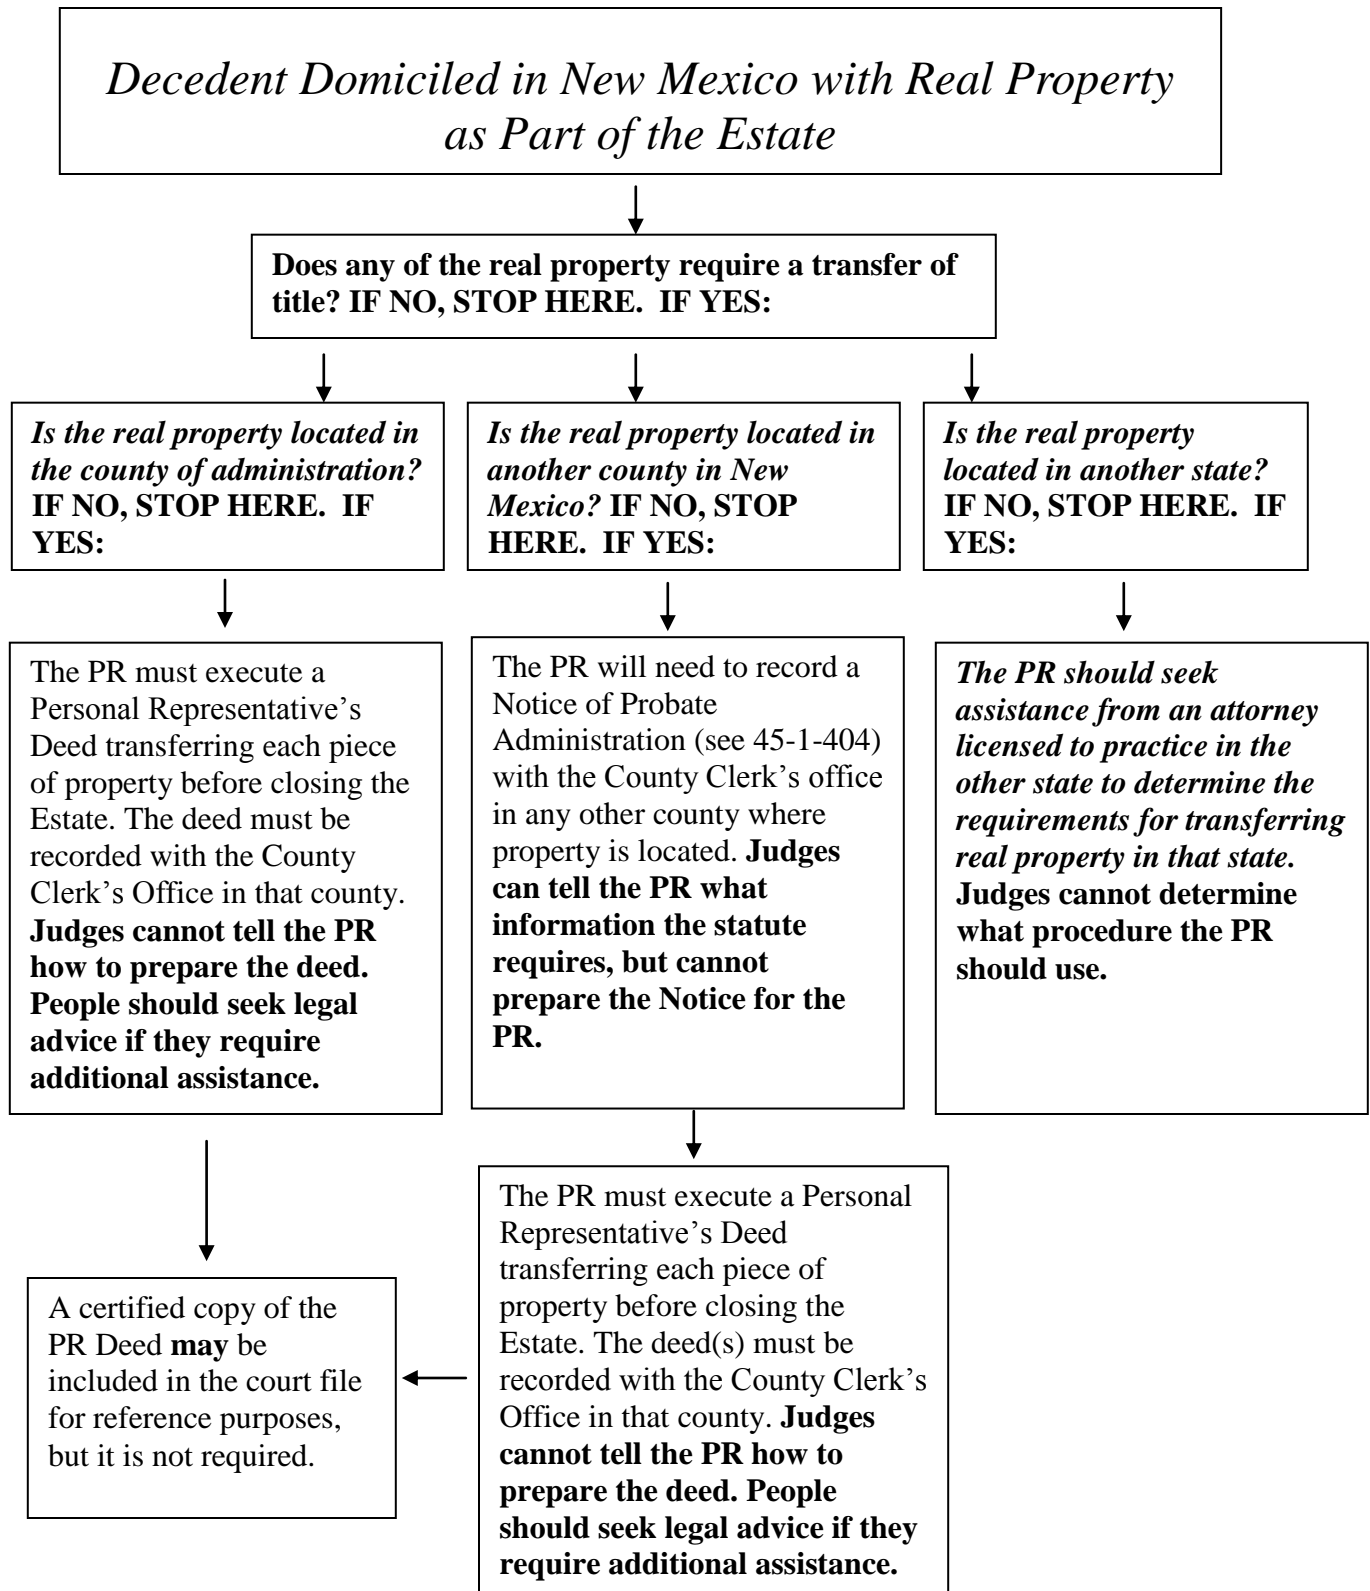 Decedent Domiciled in New Mexico with Real Property
as Part of the Estate
Does any of the real property require a transfer of
title? IF NO, STOP HERE.  IF YES:
Is the real property located in
the county of administration?
IF NO, STOP HERE.  IF
YES:
Is the real property located in
another county in New
Mexico? IF NO, STOP
HERE.  IF YES:
Is the real property
located in another state?
IF NO, STOP HERE.  IF
YES:
The PR must execute a
Personal Representative’s
Deed transferring each piece
of property before closing the
Estate. The deed must be
recorded with the County
Clerk’s Office in that county.
Judges cannot tell the PR
how to prepare the deed.
People should seek legal
advice if they require
additional assistance.
The PR will need to record a
Notice of Probate
Administration (see 45-1-404)
with the County Clerk’s office
in any other county where
property is located. Judges
can tell the PR what
information the statute
requires, but cannot
prepare the Notice for the
PR.
The PR should seek
assistance from an attorney
licensed to practice in the
other state to determine the
requirements for transferring
real property in that state.
Judges cannot determine
what procedure the PR
should use.
A certified copy of the
PR Deed may be
included in the court file
for reference purposes,
but it is not required.
The PR must execute a Personal
Representative’s Deed
transferring each piece of
property before closing the
Estate. The deed(s) must be
recorded with the County Clerk’s
Office in that county. Judges
cannot tell the PR how to
prepare the deed. People
should seek legal advice if they
require additional assistance.